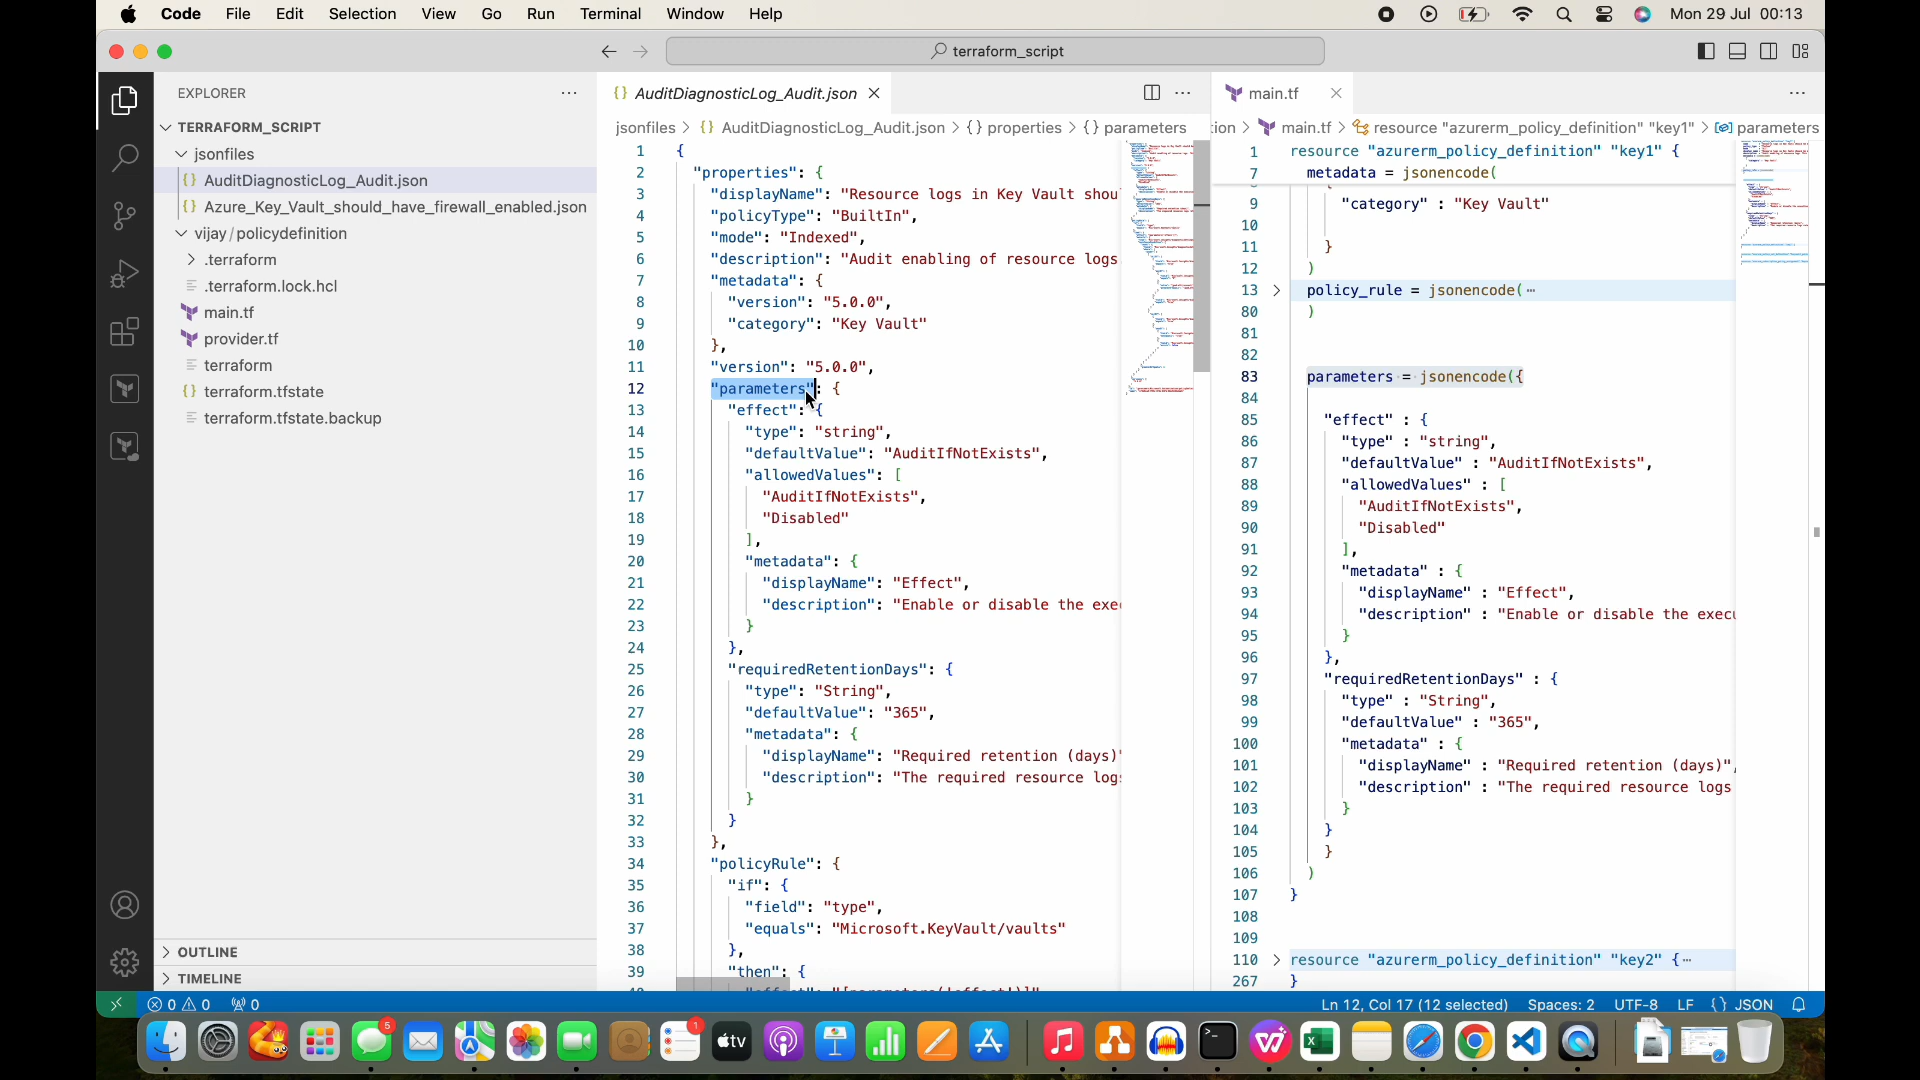 Code File Edit Selection View Go Run Terminal Window Help Mon 29 Jul 00:13
terraform_script
EXPLORER
TERRAFORM_SCRIPT
jsonfiles
{} AuditDiagnosticLog_Audit.json
{} Azure_Key_Vault_should_have_firewall_enabled.json
vijay / policydefinition
.terraform
.terraform.lock.hcl
main.tf
provider.tf
terraform
{} terraform.tfstate
terraform.tfstate.backup
OUTLINE
TIMELINE
{} AuditDiagnosticLog_Audit.json
jsonfiles > {} AuditDiagnosticLog_Audit.json > {} properties > {} parameters
1 {
2 "properties": {
3 "displayName": "Resource logs in Key Vault shou
4 "policyType": "BuiltIn",
5 "mode": "Indexed",
6 "description": "Audit enabling of resource logs
7 "metadata": {
8 "version": "5.0.0",
9 "category": "Key Vault"
10 },
11 "version": "5.0.0",
12 "parameters": {
13 "effect": {
14 "type": "string",
15 "defaultValue": "AuditIfNotExists",
16 "allowedValues": [
17 "AuditIfNotExists",
18 "Disabled"
19 ],
20 "metadata": {
21 "displayName": "Effect",
22 "description": "Enable or disable the exe
23 }
24 },
25 "requiredRetentionDays": {
26 "type": "String",
27 "defaultValue": "365",
28 "metadata": {
29 "displayName": "Required retention (days)"
30 "description": "The required resource logs
31 }
32 }
33 },
34 "policyRule": {
35 "if": {
36 "field": "type",
37 "equals": "Microsoft.KeyVault/vaults"
38 },
39 "then": {
main.tf
ion > main.tf > resource "azurerm_policy_definition" "key1" > parameters
1 resource "azurerm_policy_definition" "key1" {
7 metadata = jsonencode(
9 "category" : "Key Vault"
10
11 }
12 )
13 policy_rule = jsonencode( …
80 )
81
82
83 parameters = jsonencode({
84
85 "effect" : {
86 "type" : "string",
87 "defaultValue" : "AuditIfNotExists",
88 "allowedValues" : [
89 "AuditIfNotExists",
90 "Disabled"
91 ],
92 "metadata" : {
93 "displayName" : "Effect",
94 "description" : "Enable or disable the execu
95 }
96 },
97 "requiredRetentionDays" : {
98 "type" : "String",
99 "defaultValue" : "365",
100 "metadata" : {
101 "displayName" : "Required retention (days)",
102 "description" : "The required resource logs
103 }
104 }
105 }
106 )
107 }
108
109
110 resource "azurerm_policy_definition" "key2" { …
267 }
0 0 0 Ln 12, Col 17 (12 selected) Spaces: 2 UTF-8 LF {} JSON
5 1 tv